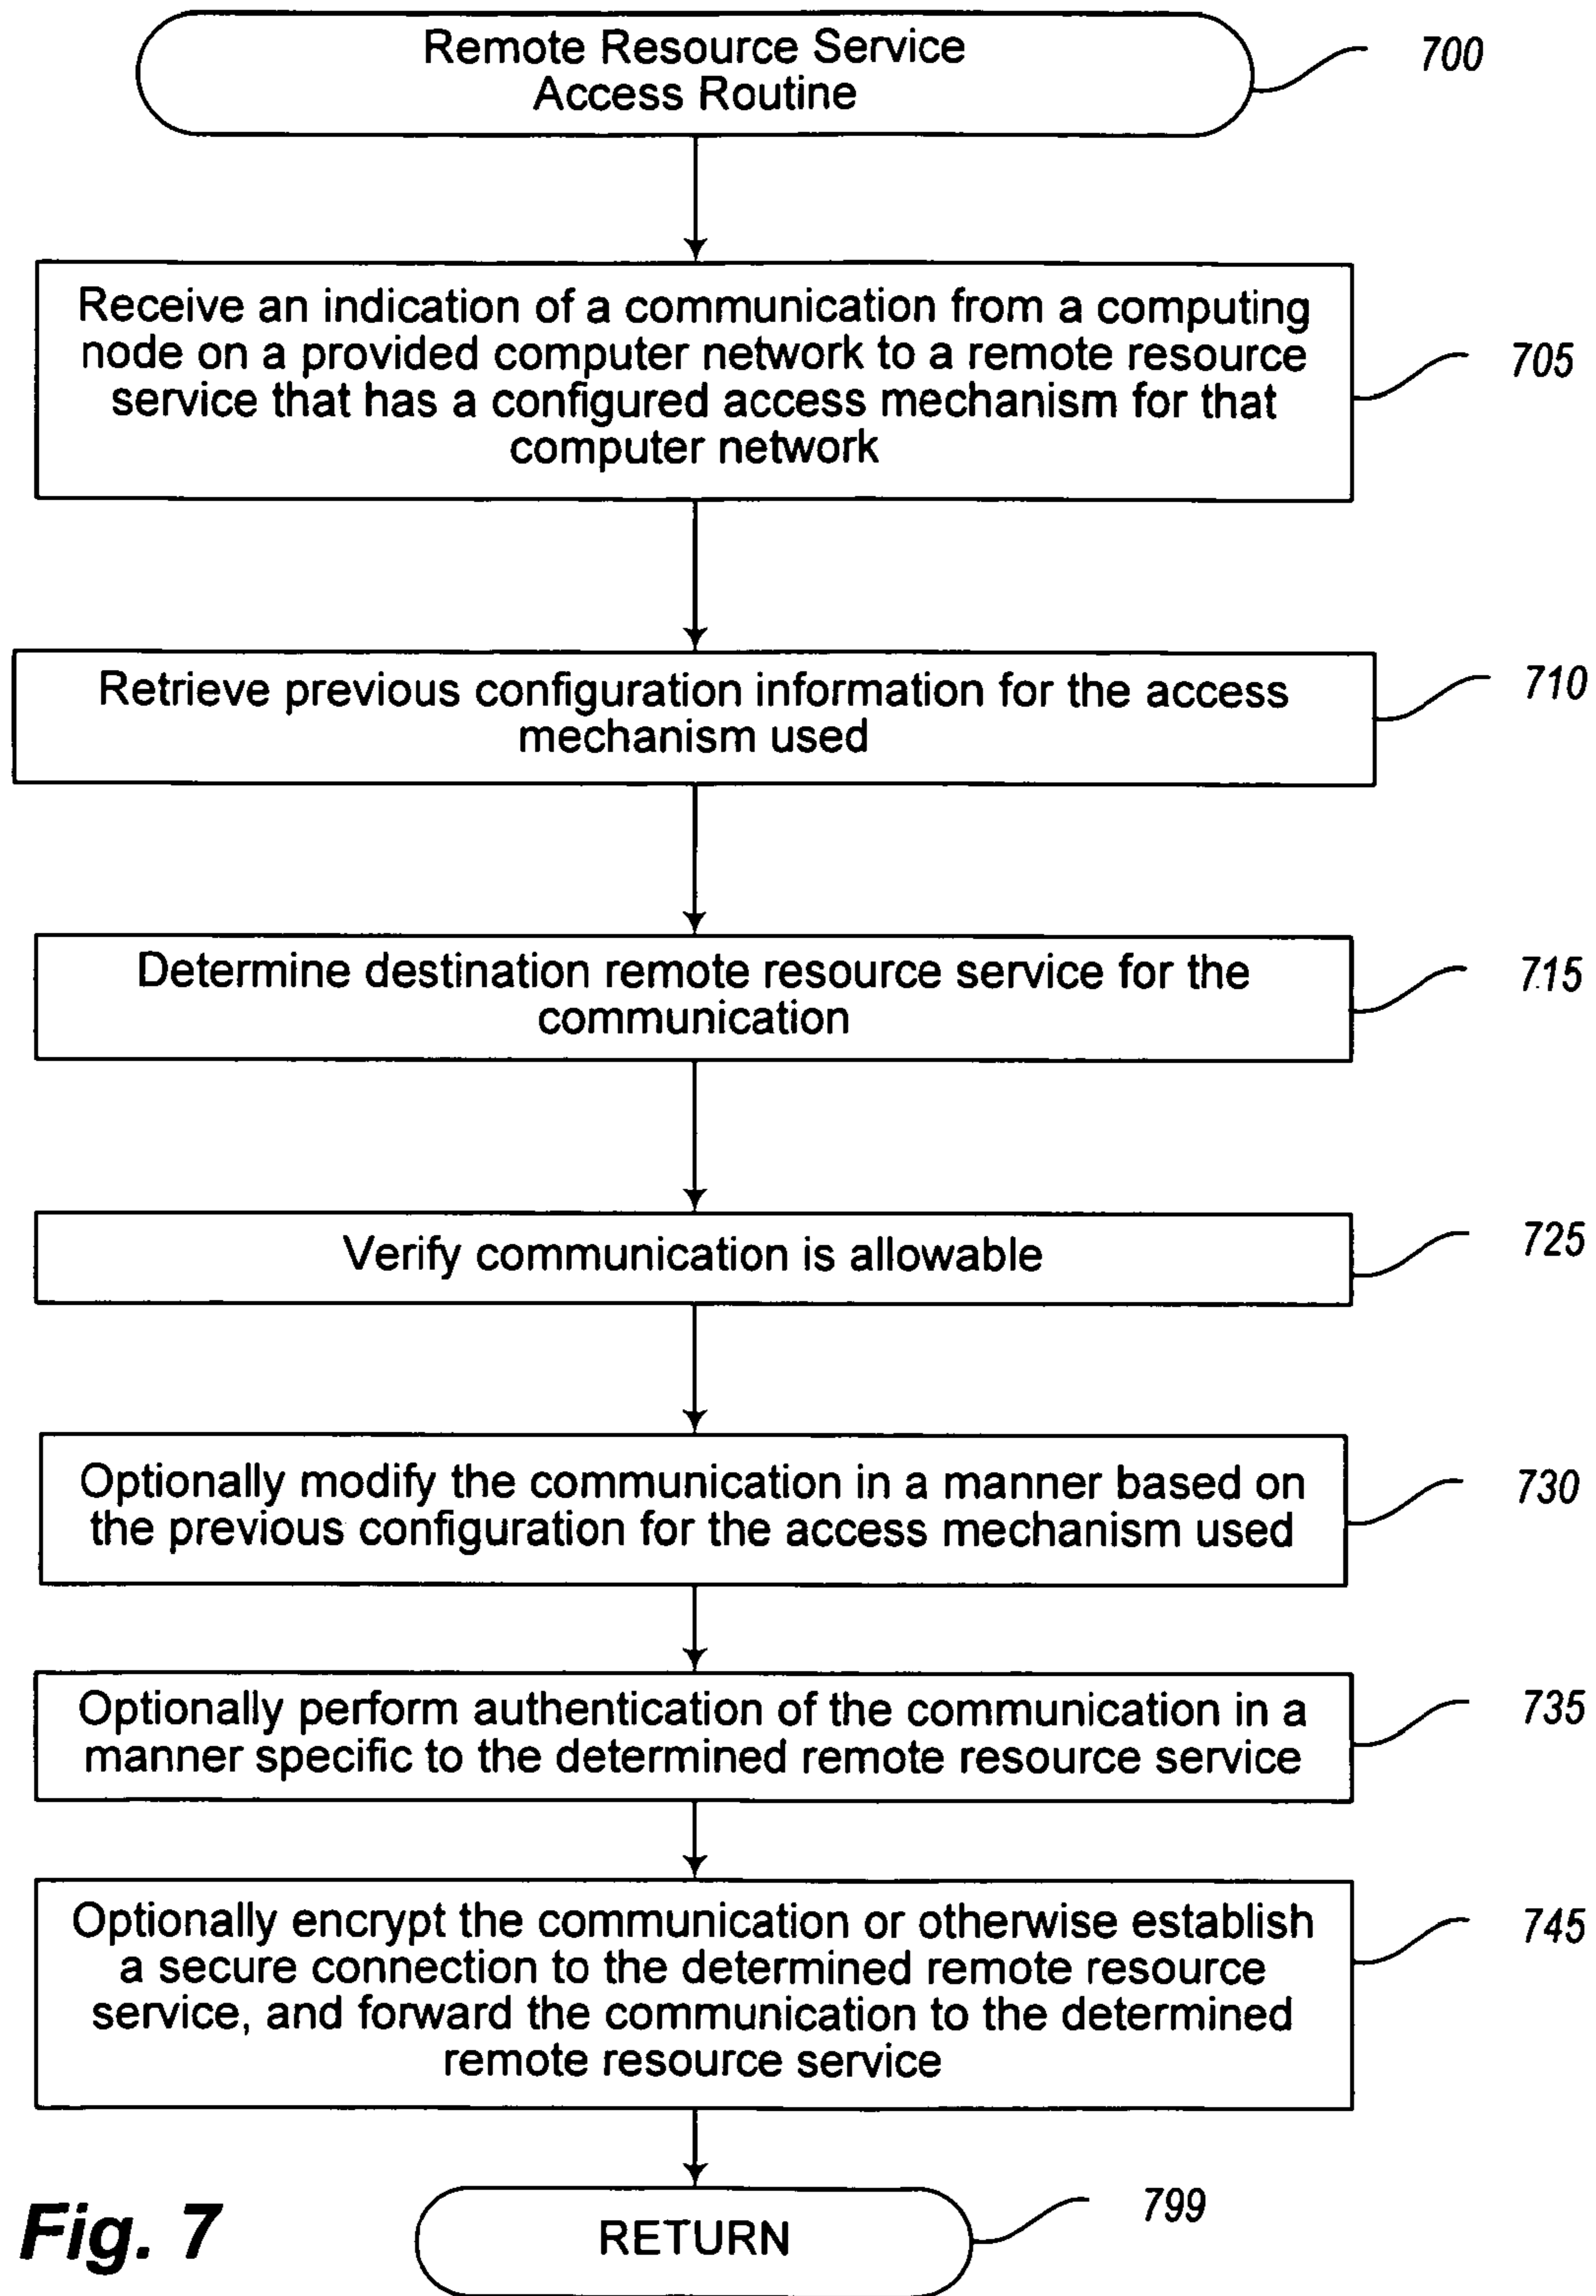 Remote Resource Service
Access Routine
700
Receive an indication of a communication from a computing
node on a provided computer network to a remote resource
service that has a configured access mechanism for that
computer network
705
Retrieve previous configuration information for the access
mechanism used
710
Determine destination remote resource service for the
communication
715
Verify communication is allowable
725
Optionally modify the communication in a manner based on
the previous configuration for the access mechanism used
730
Optionally perform authentication of the communication in a
manner specific to the determined remote resource service
735
Optionally encrypt the communication or otherwise establish
a secure connection to the determined remote resource
service, and forward the communication to the determined
remote resource service
745
RETURN
799
Fig. 7